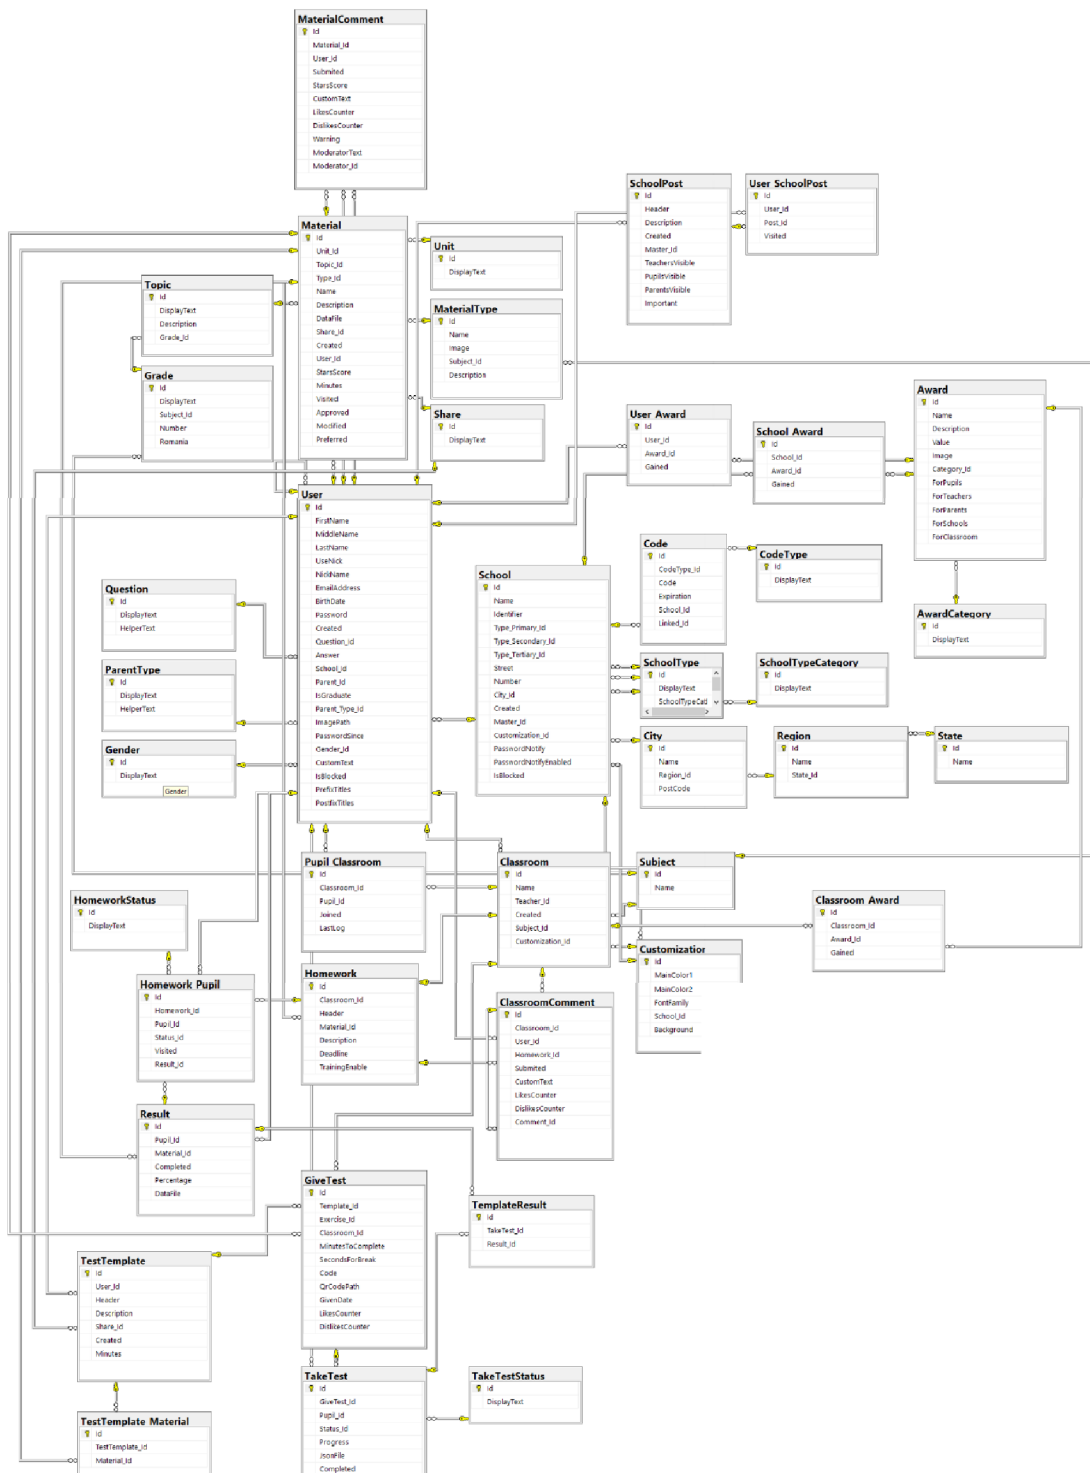 MaterialComment
Id
Material_Id
User_Id
Submited
StarsScore
CustomText
LikesCounter
DislikesCounter
Warning
ModeratorText
Moderator_Id
SchoolPost
Id
Header
Description
Created
Master_Id
TeachersVisible
PupilsVisible
ParentsVisible
Important
User SchoolPost
Id
User_Id
Post_Id
Visited
Material
Id
Unit_Id
Topic_Id
Type_Id
Name
Description
DataFile
Share_Id
Created
User_Id
StarsScore
Minutes
Visited
Approved
Modified
Preferred
Unit
Id
DisplayText
Topic
Id
DisplayText
Description
Grade_Id
MaterialType
Id
Name
Image
Subject_Id
Description
Grade
Id
DisplayText
Subject_Id
Number
Romania
Share
Id
DisplayText
User Award
Id
User_Id
Award_Id
Gained
School Award
Id
School_Id
Award_Id
Gained
Award
Id
Name
Description
Value
Image
Category_Id
ForPupils
ForTeachers
ForParents
ForSchools
ForClassroom
User
Id
FirstName
MiddleName
LastName
UseNick
NickName
EmailAddress
BirthDate
Password
Created
Question_Id
Answer
School_Id
Parent_Id
IsGraduate
Parent_Type_Id
ImagePath
PasswordSince
Gender_Id
CustomText
IsBlocked
PrefixTitles
PostfixTitles
Code
Id
CodeType_Id
Code
Expiration
School_Id
Linked_Id
CodeType
Id
DisplayText
School
Id
Name
Identifier
Type_Primary_Id
Type_Secondary_Id
Type_Tertiary_Id
Street
Number
City_Id
Created
Master_Id
Customization_Id
PasswordNotify
PasswordNotifyEnabled
IsBlocked
Question
Id
DisplayText
HelperText
AwardCategory
Id
DisplayText
ParentType
Id
DisplayText
HelperText
SchoolType
Id
DisplayText
SchoolTypeCat
SchoolTypeCategory
Id
DisplayText
Gender
Id
DisplayText
Gender
City
Id
Name
Region_Id
PostCode
Region
Id
Name
State_Id
State
Id
Name
Pupil Classroom
Id
Classroom_Id
Pupil_Id
Joined
LastLog
Classroom
Id
Name
Teacher_Id
Created
Subject_Id
Customization_Id
Subject
Id
Name
HomeworkStatus
Id
DisplayText
Classroom Award
Id
Classroom_Id
Award_Id
Gained
Customization
Id
MainColor1
MainColor2
FontFamily
School_Id
Background
Homework Pupil
Id
Homework_Id
Pupil_Id
Status_Id
Visited
Result_Id
Homework
Id
Classroom_Id
Header
Material_Id
Description
Deadline
TrainingEnable
ClassroomComment
Id
Classroom_Id
User_Id
Homework_Id
Submited
CustomText
LikesCounter
DislikesCounter
Comment_Id
Result
Id
Pupil_Id
Material_Id
Completed
Percentage
DataFile
GiveTest
Id
Template_Id
Exercise_Id
Classroom_Id
MinutesToComplete
SecondsForBreak
Code
QrCodePath
GivenDate
LikesCounter
DislikesCounter
TemplateResult
Id
TakeTest_Id
Result_Id
TestTemplate
Id
User_Id
Header
Description
Share_Id
Created
Minutes
TakeTest
Id
GiveTest_Id
Pupil_Id
Status_Id
Progress
JsonFile
Completed
TakeTestStatus
Id
DisplayText
TestTemplate Material
Id
TestTemplate_Id
Material_Id